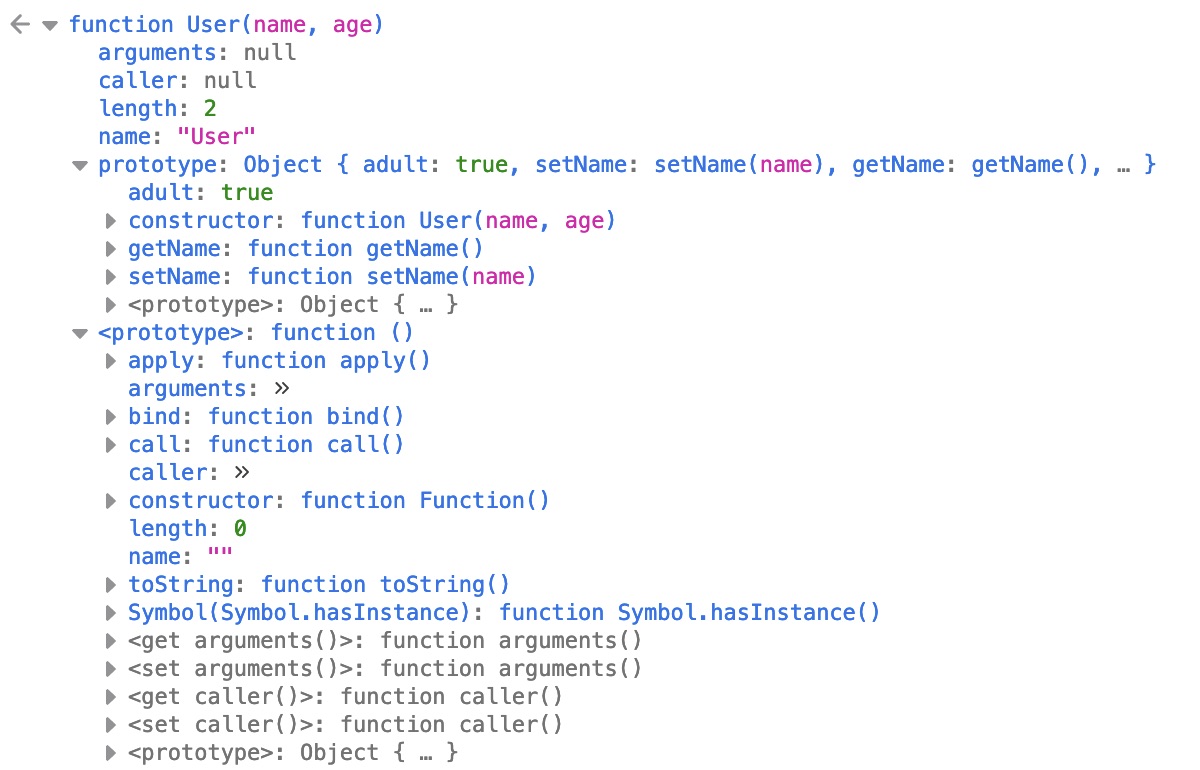 function User(name, age)
arguments: null
caller: null
length: 2
name: "User"
prototype: Object { adult: true, setName: setName(name), getName: getName(), … }
adult: true
constructor: function User(name, age)
getName: function getName()
setName: function setName(name)
<prototype>: Object { … }
<prototype>: function ()
apply: function apply()
arguments: »
bind: function bind()
call: function call()
caller: »
constructor: function Function()
length: 0
name: ""
toString: function toString()
Symbol(Symbol.hasInstance): function Symbol.hasInstance()
<get arguments()>: function arguments()
<set arguments()>: function arguments()
<get caller()>: function caller()
<set caller()>: function caller()
<prototype>: Object { … }